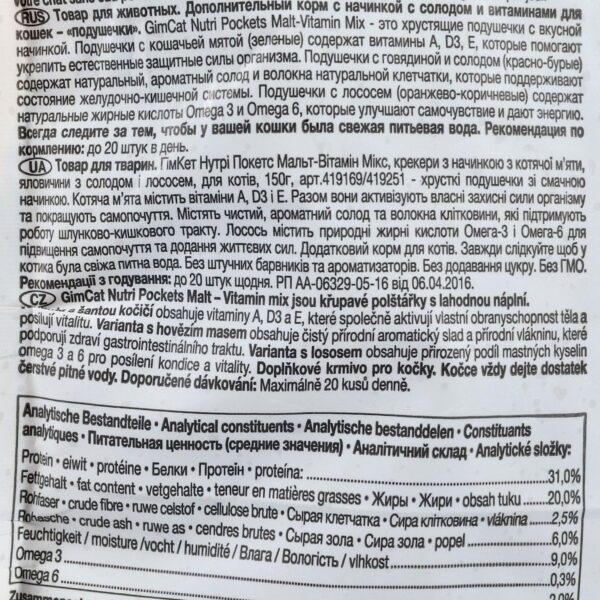 votre chat
RUS Товар для животных. Дополнительный корм с начинкой с солодом и витаминами для
кошек – «подушечки». GimCat Nutri Pockets Malt-Vitamin Mix - это хрустящие подушечки с вкусной
начинкой. Подушечки с кошачьей мятой (зеленые) содержат витамины A, D3, E, которые помогают
укрепить естественные защитные силы организма. Подушечки с говядиной и солодом (красно-бурые)
содержат натуральный, ароматный солод и волокна натуральной клетчатки, которые поддерживают
состояние желудочно-кишечной системы. Подушечки с лососем (оранжево-коричневые) содержат
натуральные жирные кислоты Omega 3 и Omega 6, которые улучшают самочувствие и дают энергию.
Всегда следите за тем, чтобы у вашей кошки была свежая питьевая вода. Рекомендация по
кормлению: до 20 штук в день.
UA Товар для тварин. ГімКет Нутрі Покетс Мальт-Вітамін Мікс, крекери з начинкою з котячої м'яти,
яловичини з солодом і лососем, для котів, 150г, арт.419169/419251 - хрусткі подушечки зі смачною
начинкою. Котяча м'ята містить вітаміни А, Д3 і Е. Разом вони активізують власні захисні сили організму
та покращують самопочуття. Містять чистий, ароматний солод та волокна клітковини, які підтримують
роботу шлунково-кишкового тракту. Лосось містить природні жирні кислоти Омега-3 і Омега-6 для
підвищення самопочуття та додання життєвих сил. Додатковий корм для котів. Завжди слідкуйте щоб у
котика була свіжа питна вода. Без штучних барвників та ароматизаторів. Без додавання цукру. Без ГМО.
Рекомендації з годування: до 20 штук щодня. РП АА-06329-05-16 від 06.04.2016.
CZ GimCat Nutri Pockets Malt – Vitamin mix jsou křupavé polštářky s lahodnou náplní.
a šantou kočičí obsahuje vitaminy A, D3 a E, které společně aktivují vlastní obranyschopnost těla a
posilují vitalitu. Varianta s hovězím masem obsahuje čistý přírodní aromatický slad a přírodní vlákninu, které
podporují zdraví gastrointestinálního traktu. Varianta s lososem obsahuje přirozený podíl mastných kyselin
omega 3 a 6 pro posílení kondice a vitality. Doplňkové krmivo pro kočky. Kočce vždy dejte dostatek
čerstvé pitné vody. Doporučené dávkování: Maximálně 20 kusů denně.
Analytische Bestandteile • Analytical constituents • Analytische bestanddelen • Constituants
analytiques • Питательная ценность (средние значения) • Аналітичний склад • Analytické složky:
Protein • eiwit • protéine • Белки • Протеін • proteína: 31,0%
Fettgehalt • fat content • vetgehalte • teneur en matières grasses • Жиры • Жири • obsah tuku 20,0%
Rohfaser • crude fibre • ruwe celstof • cellulose brute • Сырая клетчатка • Сира клітковина • vláknina 2,5%
Rohasche • crude ash • ruwe as • cendres brutes • Сырая зола • Сира зола • popel 6,0%
Feuchtigkeit / moisture /vocht / humidité / Влага / Вологість / vlhkost 9,0%
Omega 3 0,3%
Omega 6 2,0%